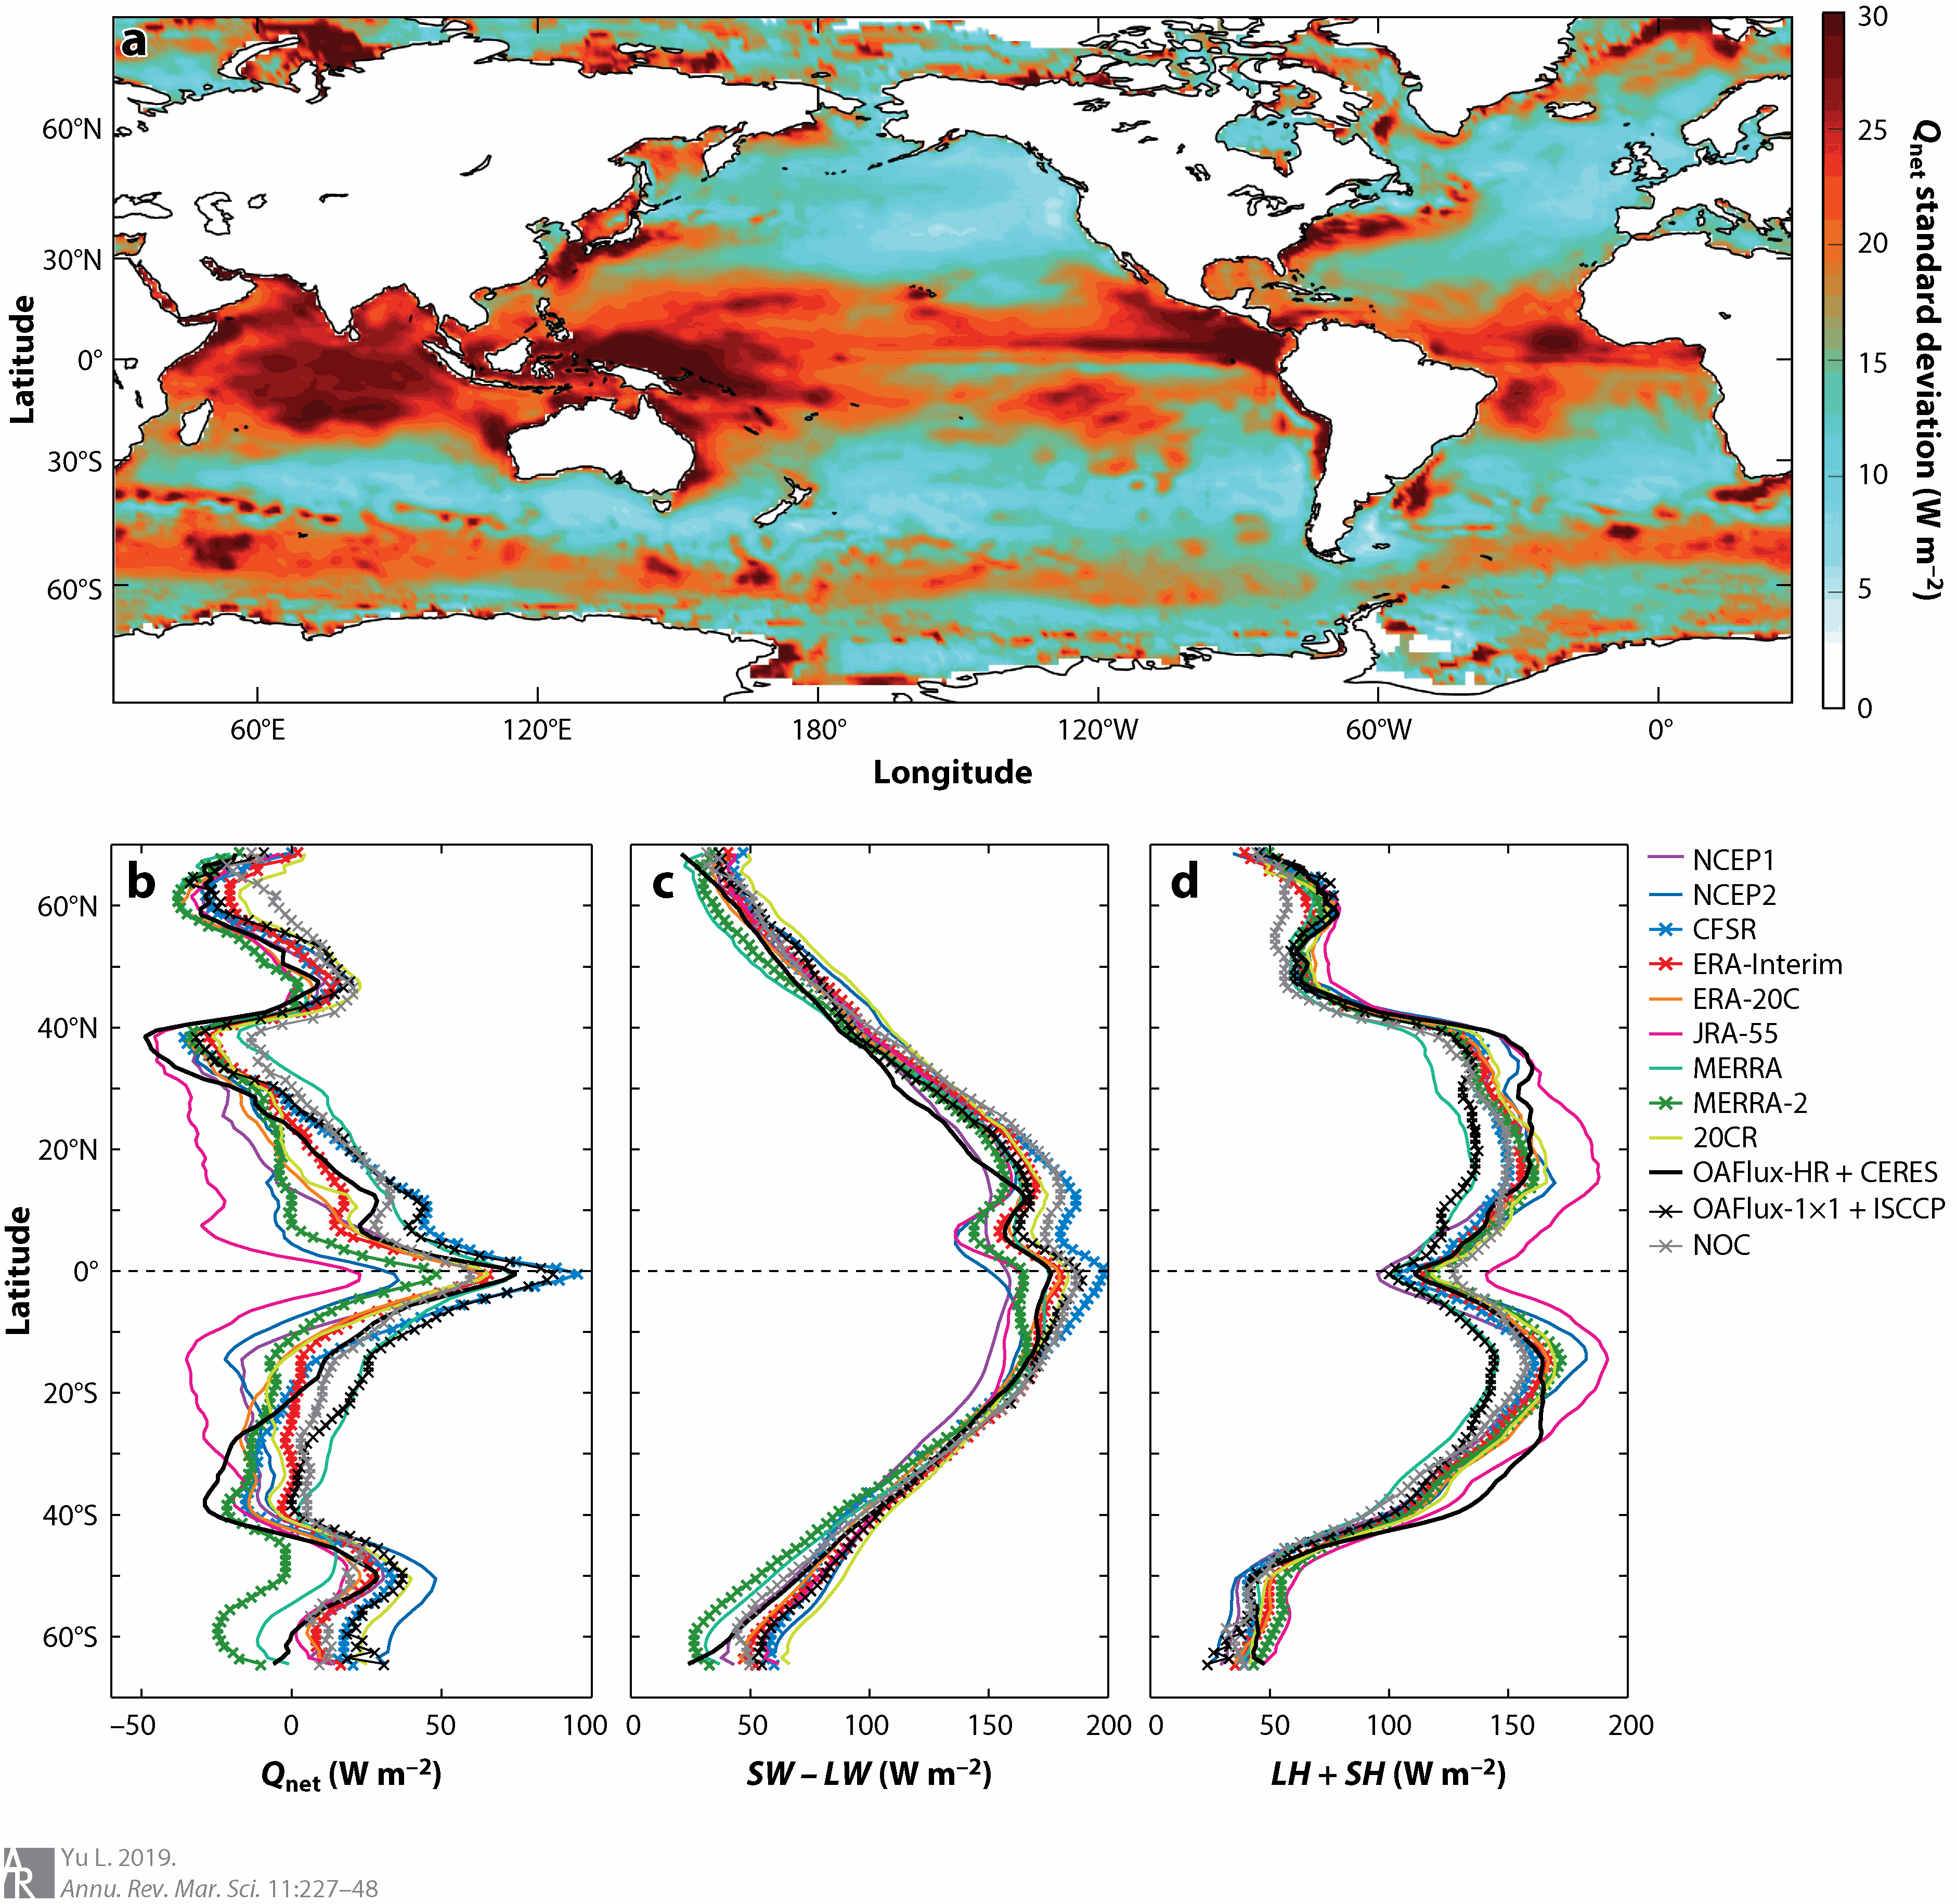 a
60°N
30°N
0°
30°S
60°S
Latitude
60°E
120°E
180°
120°W
60°W
0°
Longitude
30
25
20
15
10
5
0
Qnet standard deviation (W m–2)
b
c
d
60°N
40°N
20°N
0°
20°S
40°S
60°S
Latitude
–50
0
50
100
0
50
100
150
200
0
50
100
150
200
Qnet (W m–2)
SW – LW (W m–2)
LH + SH (W m–2)
NCEP1
NCEP2
CFSR
ERA-Interim
ERA-20C
JRA-55
MERRA
MERRA-2
20CR
OAFlux-HR + CERES
OAFlux-1×1 + ISCCP
NOC
AR
Yu L. 2019.
Annu. Rev. Mar. Sci. 11:227–48